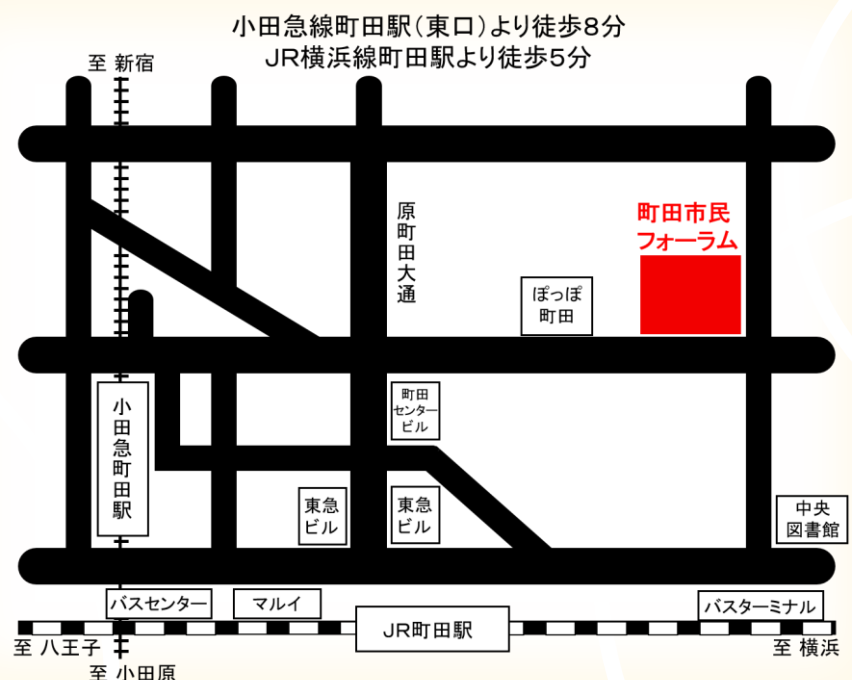 小田急線町田駅(東口)より徒歩8分
JR横浜線町田駅より徒歩5分
至 新宿
原町田大通
町田市民
フォーラム
ぽっぽ
町田
小田急町田駅
町田
センター
ビル
東急
ビル
東急
ビル
中央
図書館
バスセンター
マルイ
JR町田駅
バスターミナル
至 八王子
至 横浜
至 小田原